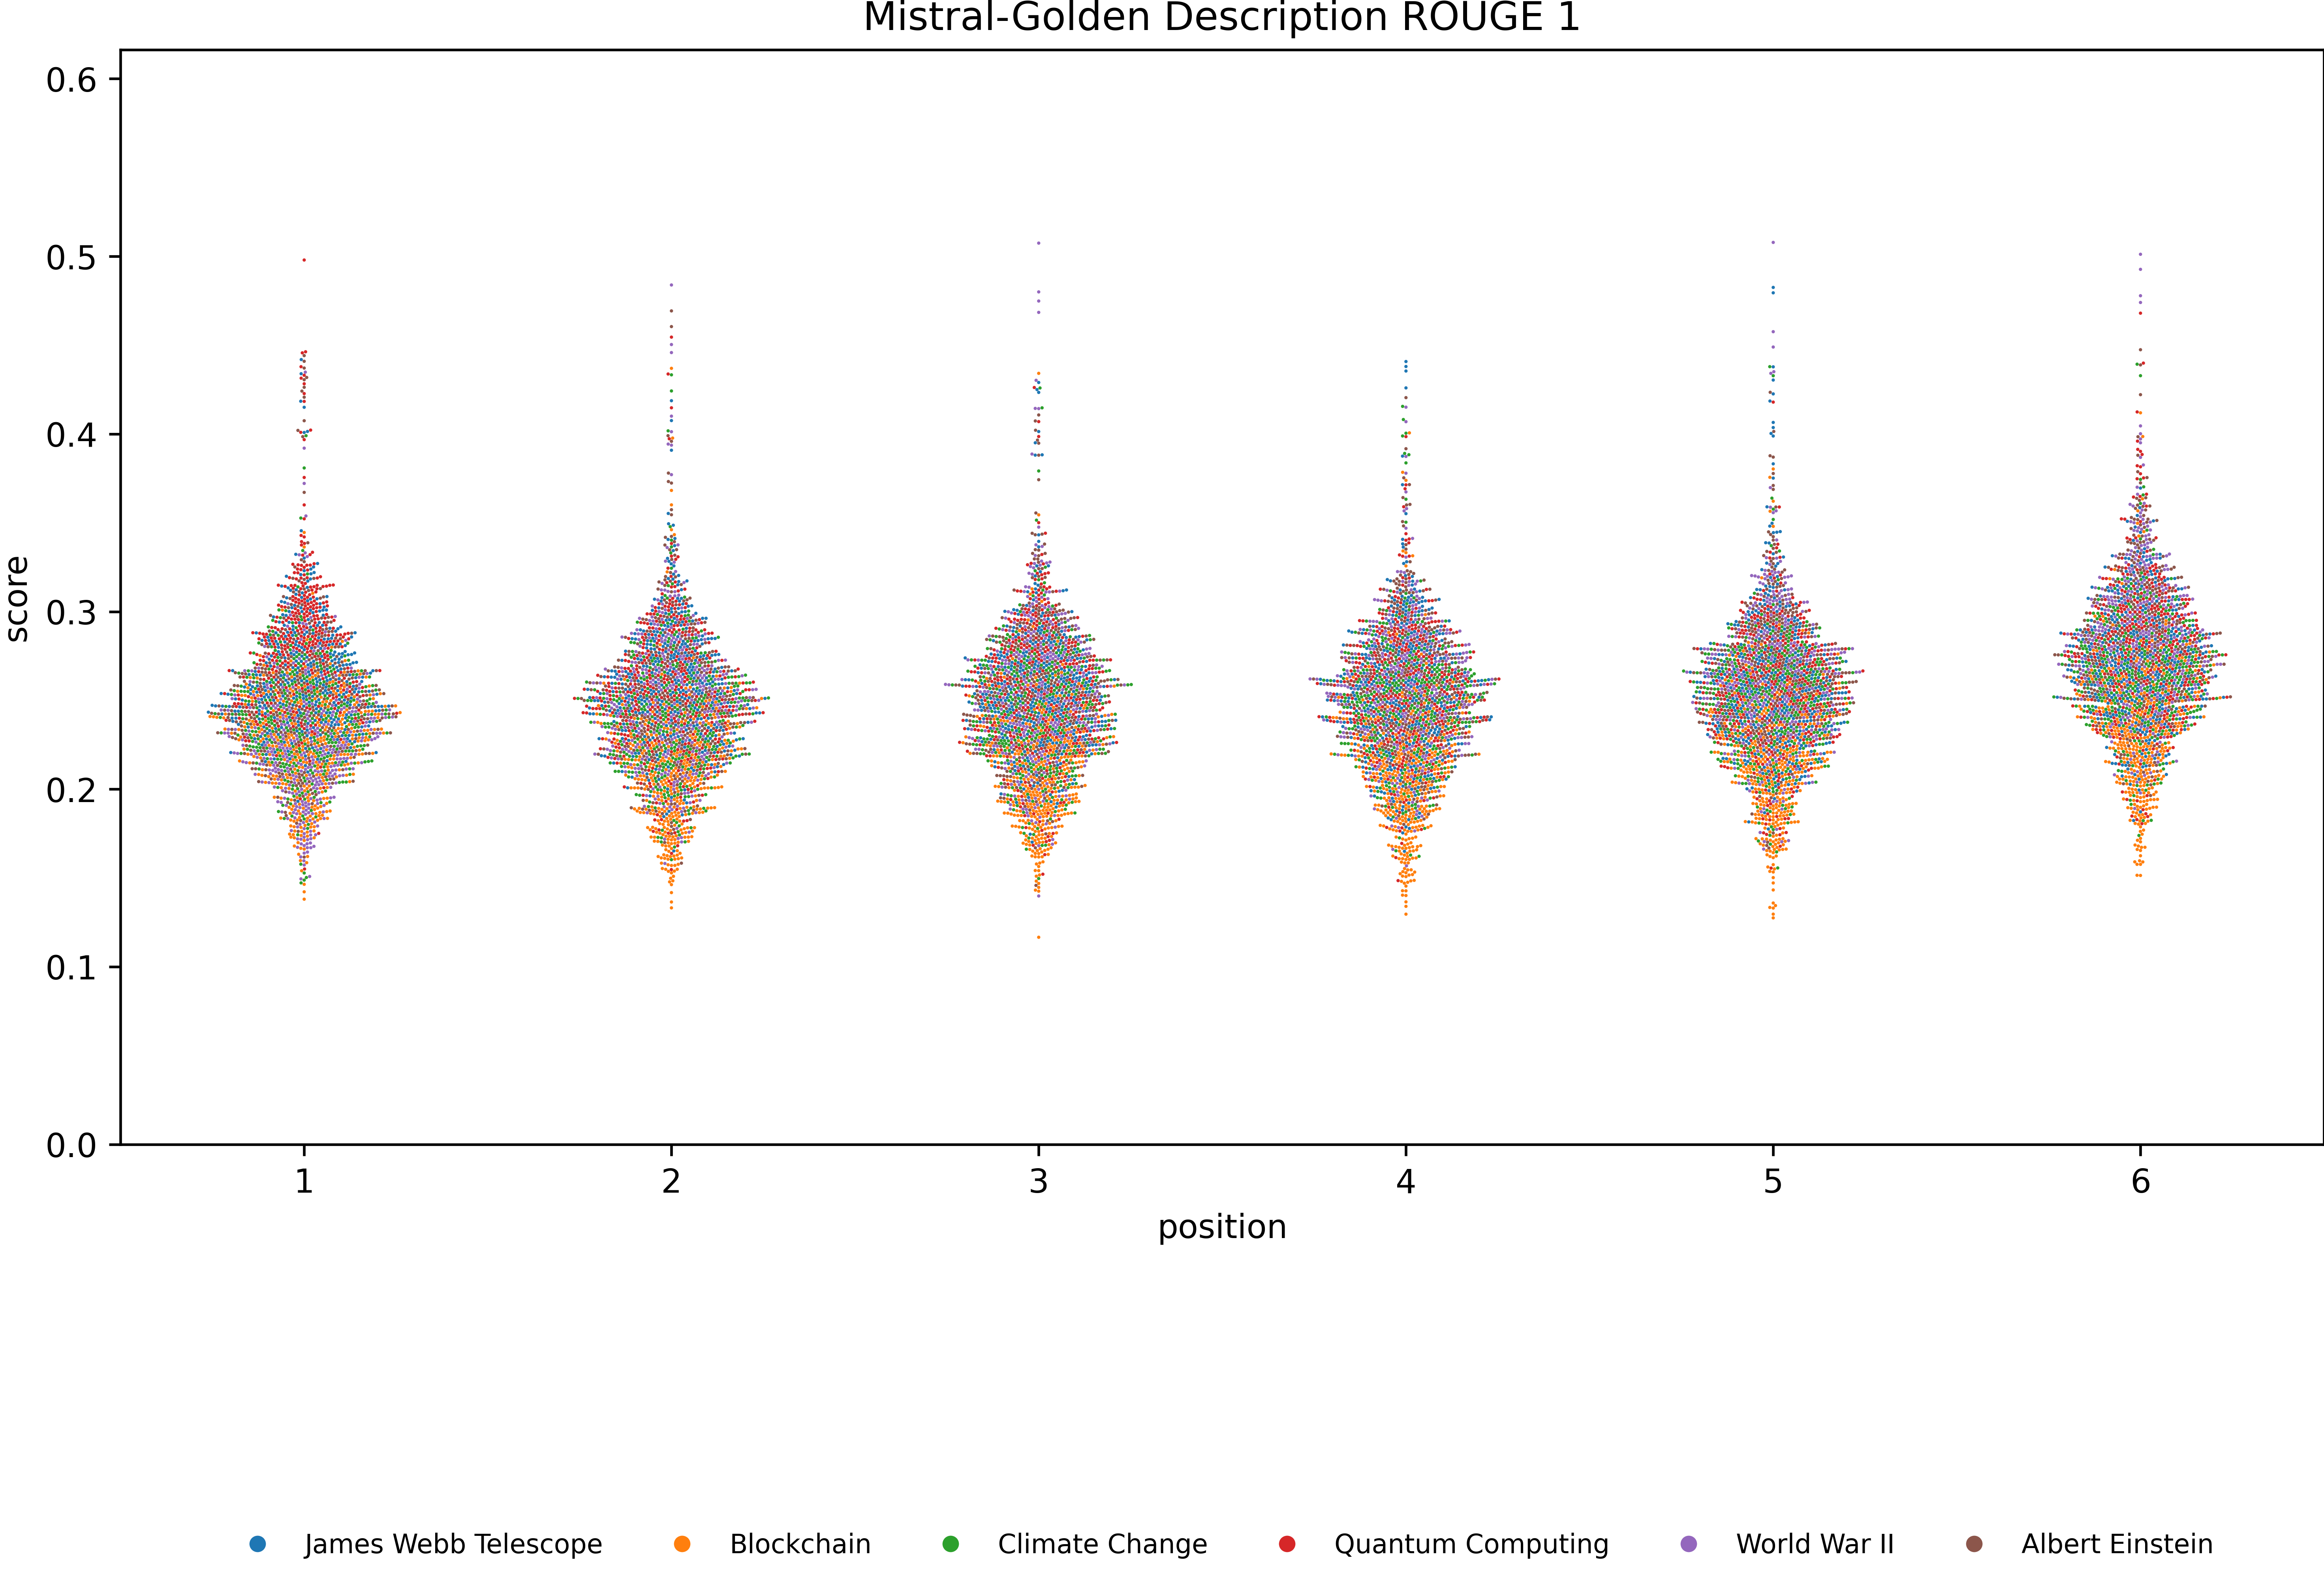 Mistral-Golden Description ROUGE 1
0.6
0.5
0.4
0.3
0.2
0.1
0.0
score
1 2 3 4 5 6
position
James Webb Telescope Blockchain Climate Change Quantum Computing World War II Albert Einstein